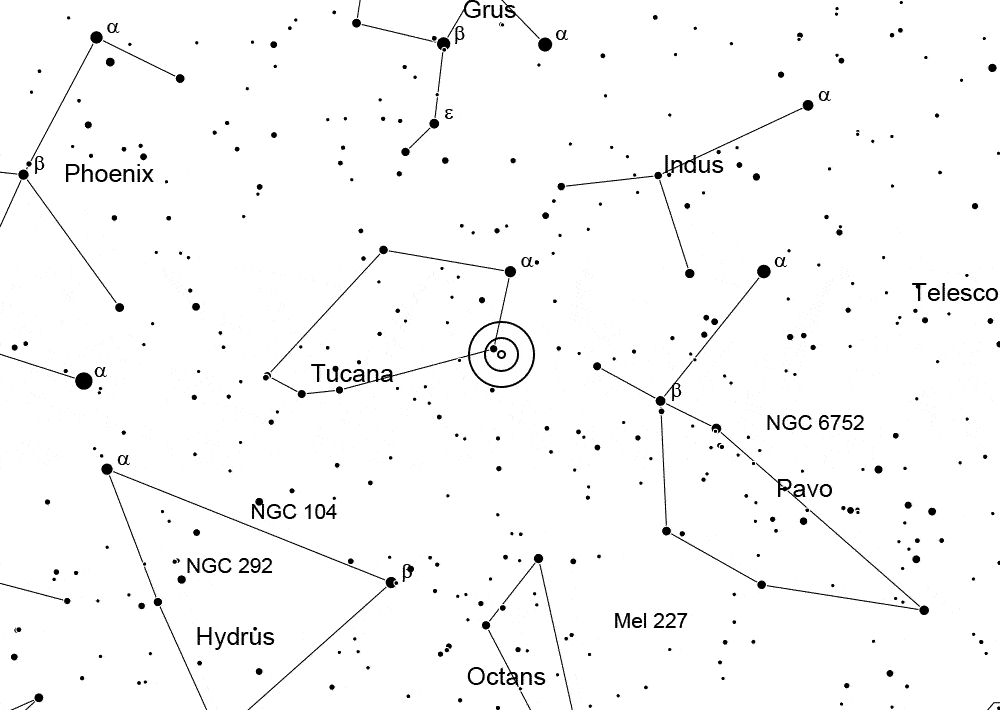 Grus
α
β
α
α
ε
β
Phoenix
Indus
α
α
Telesco
α
Tucana
β
NGC 6752
α
Pavo
NGC 104
NGC 292
β
Mel 227
Hydrus
Octans